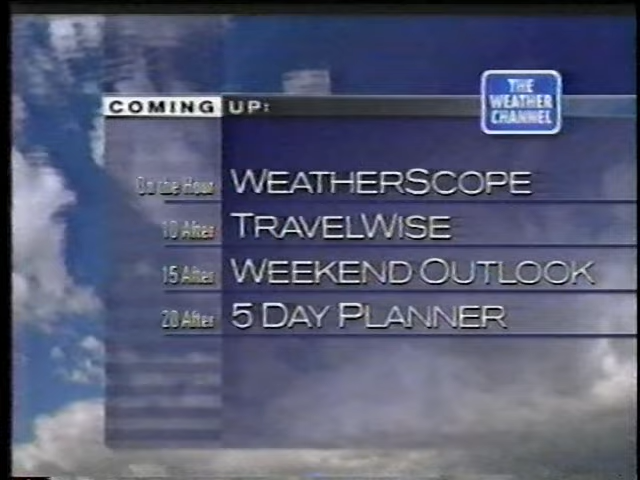 THE
WEATHER
CHANNEL
COMING UP:
On the Hour WEATHERSCOPE
10 After TRAVELWISE
15 After WEEKEND OUTLOOK
20 After 5 DAY PLANNER